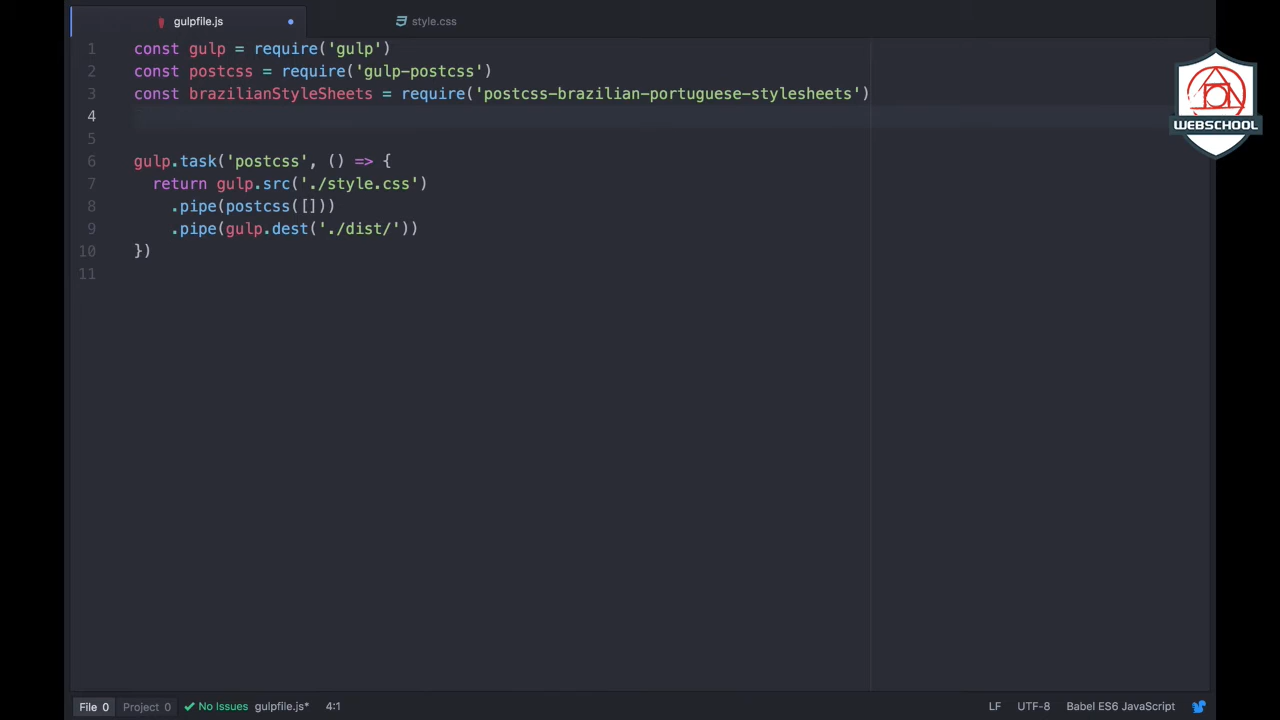 gulpfile.js
style.css
1 const gulp = require('gulp')
2 const postcss = require('gulp-postcss')
3 const brazilianStyleSheets = require('postcss-brazilian-portuguese-stylesheets')
4
5
6 gulp.task('postcss', () => {
7   return gulp.src('./style.css')
8     .pipe(postcss([]))
9     .pipe(gulp.dest('./dist/'))
10 })
11
WEBSCHOOL
File 0 Project 0 No Issues gulpfile.js* 4:1 LF UTF-8 Babel ES6 JavaScript